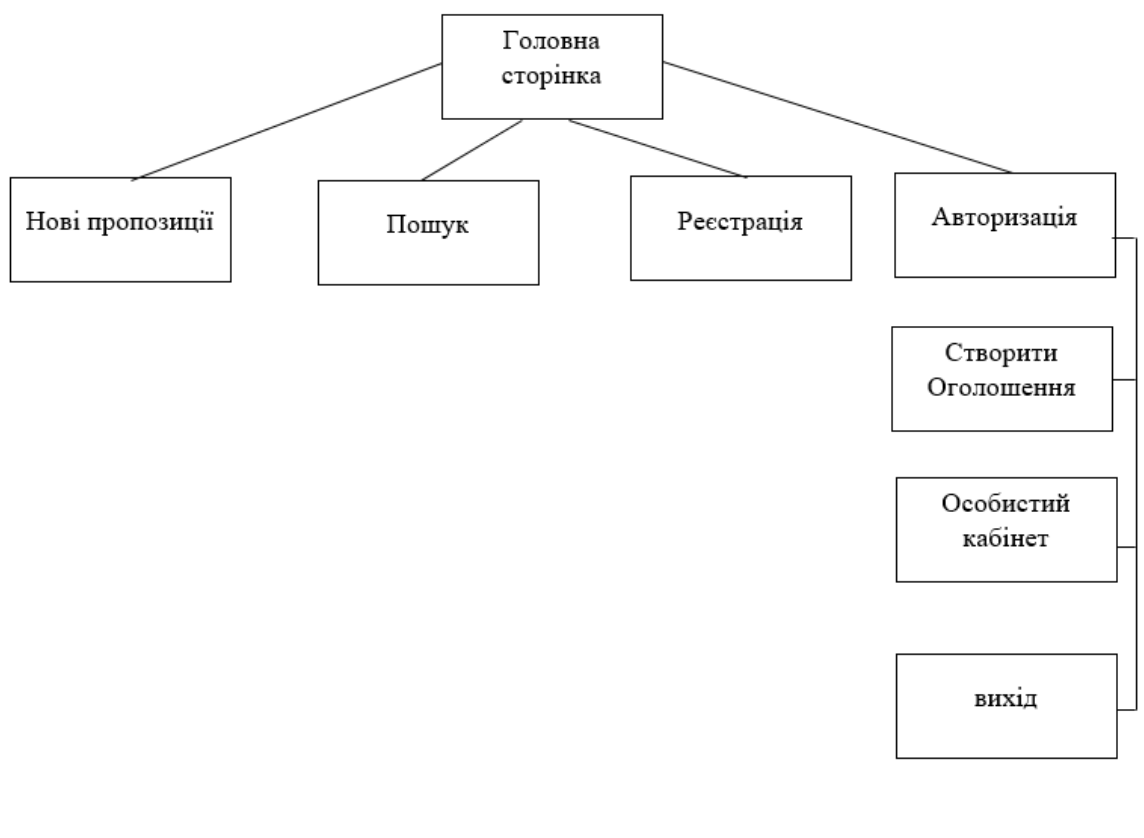 Головна
сторінка
Нові пропозиції
Пошук
Реєстрація
Авторизація
Створити
Оголошення
Особистий
кабінет
вихід